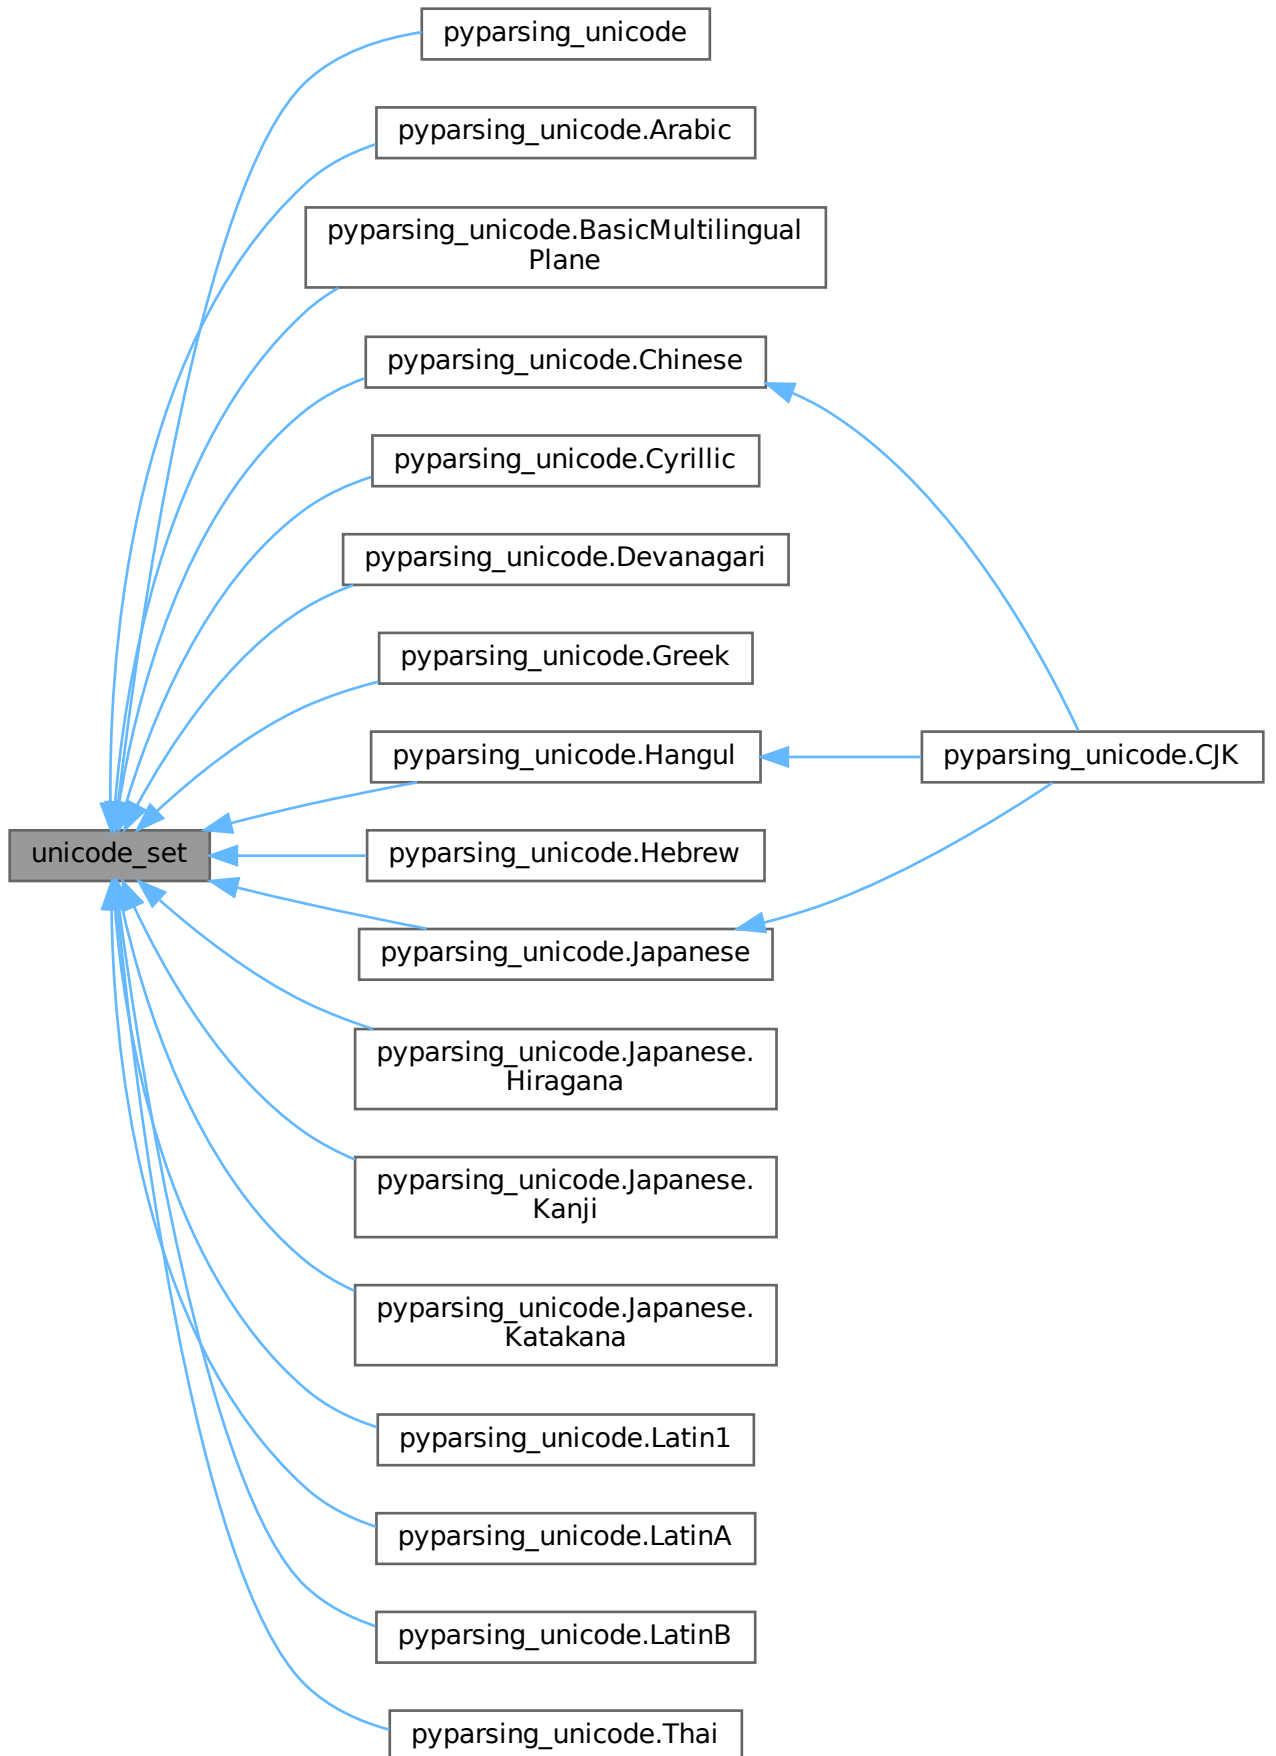 pyparsing_unicode
pyparsing_unicode.Arabic
pyparsing_unicode.BasicMultilingual
Plane
pyparsing_unicode.Chinese
pyparsing_unicode.Cyrillic
pyparsing_unicode.Devanagari
pyparsing_unicode.Greek
pyparsing_unicode.Hangul
pyparsing_unicode.CJK
unicode_set
pyparsing_unicode.Hebrew
pyparsing_unicode.Japanese
pyparsing_unicode.Japanese.
Hiragana
pyparsing_unicode.Japanese.
Kanji
pyparsing_unicode.Japanese.
Katakana
pyparsing_unicode.Latin1
pyparsing_unicode.LatinA
pyparsing_unicode.LatinB
pyparsing_unicode.Thai